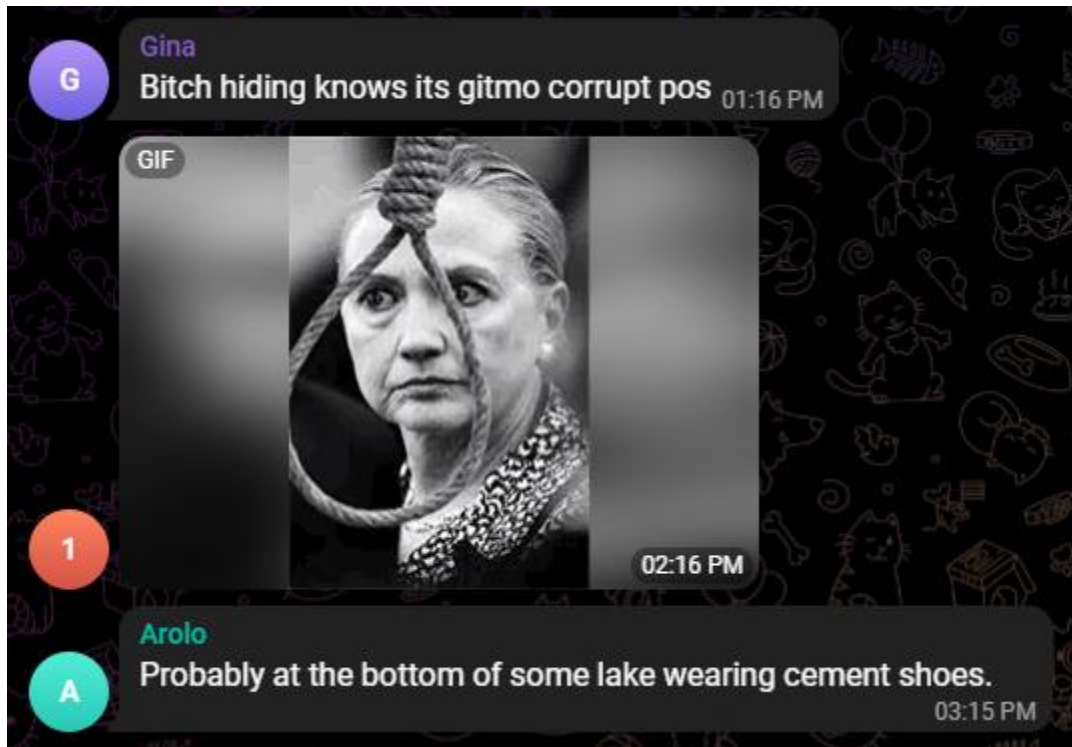 Gina
G
Bitch hiding knows its gitmo corrupt pos 01:16 PM
GIF
1
02:16 PM
Arolo
A
Probably at the bottom of some lake wearing cement shoes.
03:15 PM